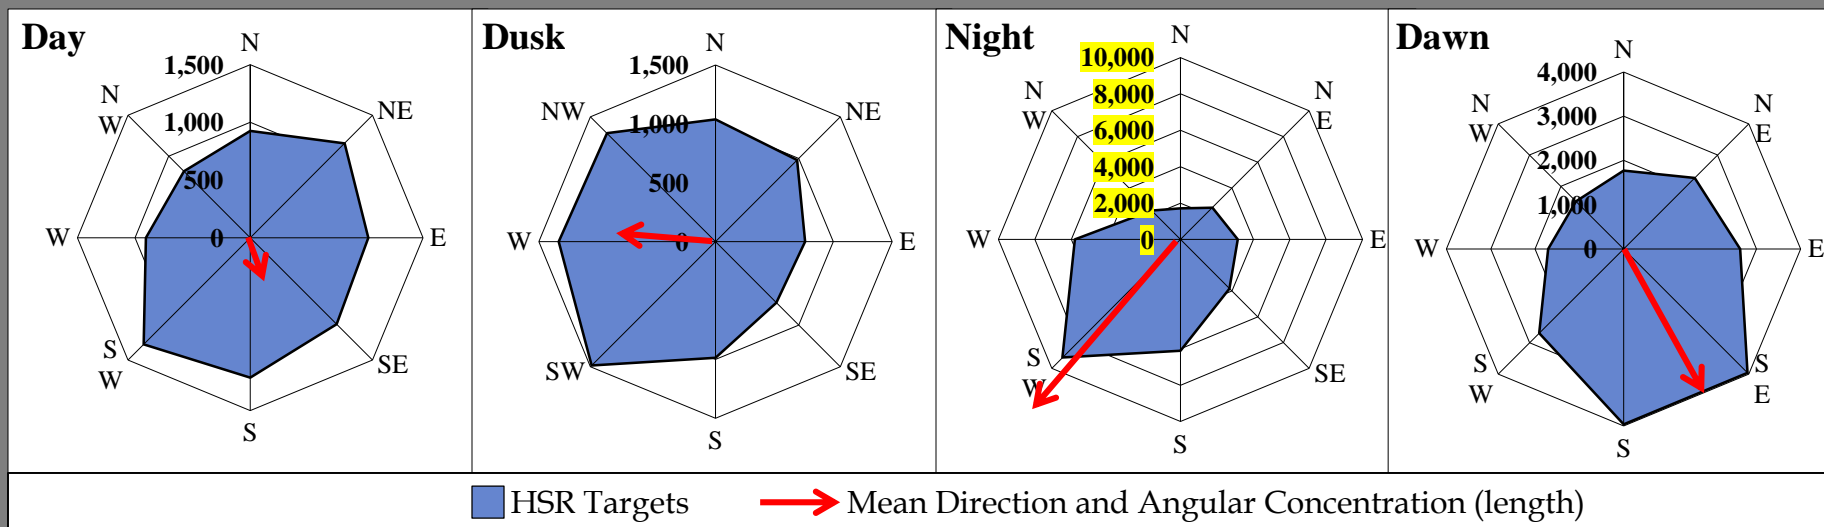 Day
N
1,500
N
W
NE
1,000
500
W
0
E
S
W
SE
S
Dusk
N
1,500
NW
NE
1,000
500
W
0
E
SW
SE
S
Night
N
10,000
8,000
N
W
N
E
6,000
4,000
2,000
W
0
E
S
W
SE
S
Dawn
N
4,000
N
W
N
E
3,000
2,000
1,000
W
0
E
S
W
S
E
S
HSR Targets
Mean Direction and Angular Concentration (length)